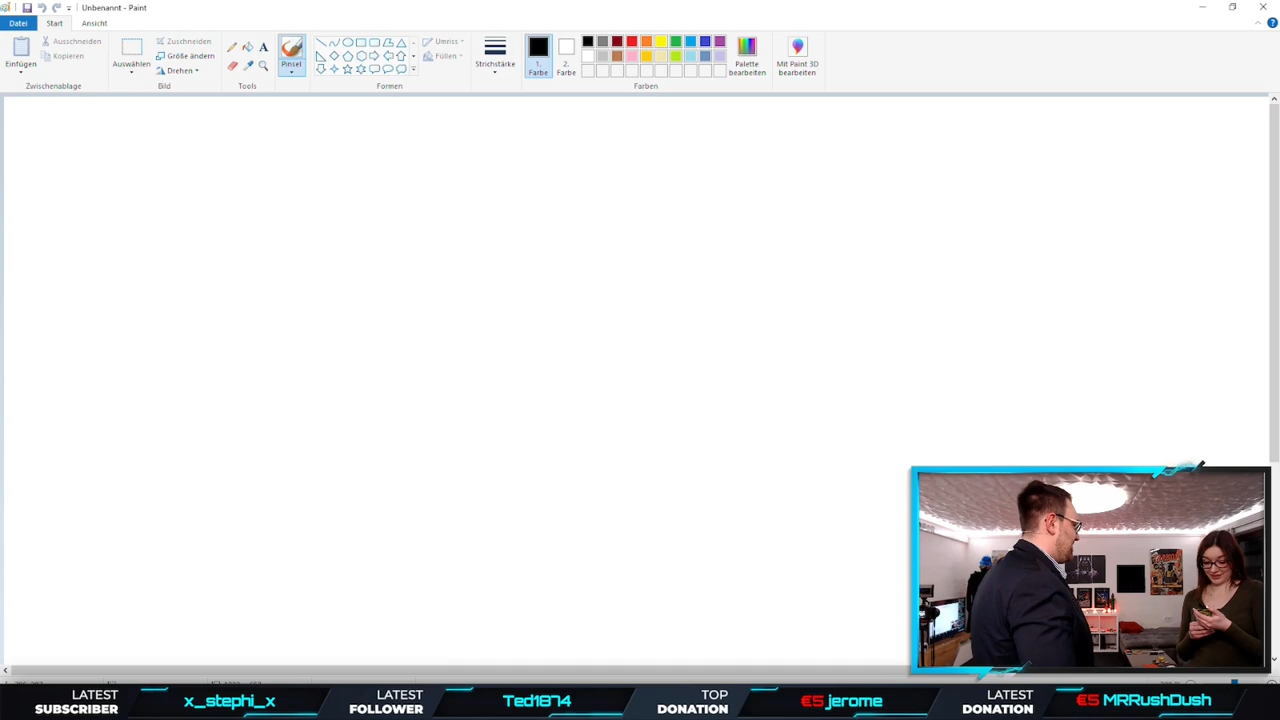 Unbenannt - Paint
Datei
Start
Ansicht
Einfügen
Ausschneiden
Kopieren
Zwischenablage
Auswählen
Zuschneiden
Größe ändern
Drehen
Bild
A
Tools
Pinsel
Umriss
Füllen
Formen
Strichstärke
1.
Farbe
2.
Farbe
Palette
bearbeiten
Farben
Mit Paint 3D
bearbeiten
LATEST
SUBSCRIBER
x_stephi_x
LATEST
FOLLOWER
Ted1874
TOP
DONATION
€5 jerome
LATEST
DONATION
€5 MRRushDush